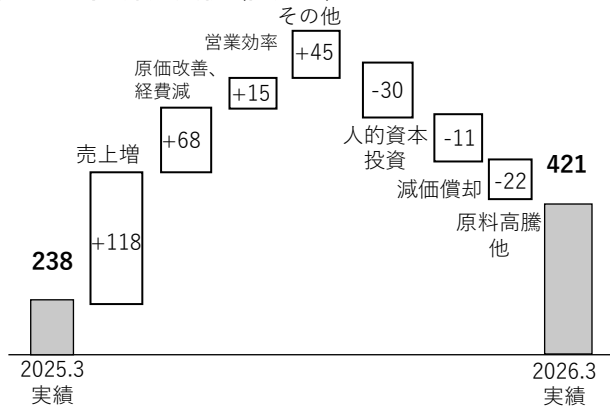 その他
営業効率
+45
原価改善、
経費減
+15
-30
+68
人的資本
投資
-11
売上増
421
減価償却
-22
原料高騰
他
+118
238
2025.3
実績
2026.3
実績